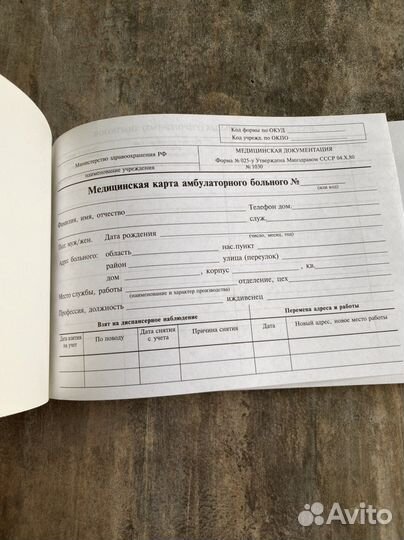 Код формы по ОКУД
Код учрежд. по ОКПО
Министерство здравоохранения РФ
наименование учреждения
МЕДИЦИНСКАЯ ДОКУМЕНТАЦИЯ
Форма № 025-у Утверждена Минздравом СССР 04.X.80
№ 1030
Медицинская карта амбулаторного больного №
(или код)
Фамилия, имя, отчество
Телефон дом.
служ.
Пол: муж/жен.
Дата рождения
(число, месяц, год)
Адрес больного: область
нас.пункт
район
улица (переулок)
дом
, корпус
, кв.
Место службы, работы
отделение, цех
(наименование и характер производства)
Профессия, должность
иждивенец
Взят на диспансерное наблюдение
Перемена адреса и работы
Дата взятия на учет
По поводу
Дата снятия с учета
Причина снятия
Дата
Новый адрес, новое место работы
Avito